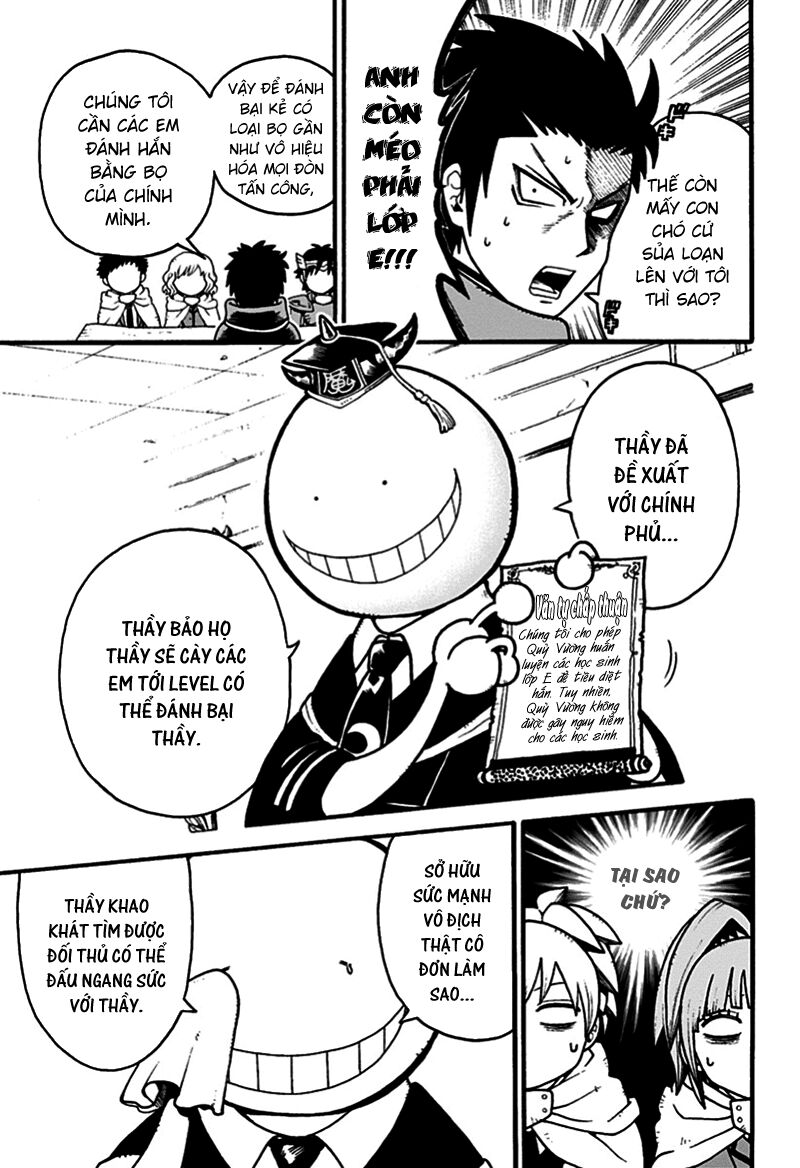 THẾ CÒN
MẤY CON
CHÓ CỨ
SỦA LOẠN
LÊN VỚI TÔI
THÌ SAO?
ANH
CÒN
MÉO
PHẢI
LỚP
E!!!
VẬY ĐỂ ĐÁNH
BẠI KẺ CÓ
LOẠI BỌ GẦN
NHƯ VÔ HIỆU
HÓA MỌI ĐÒN
TẤN CÔNG,
CHÚNG TÔI
CẦN CÁC EM
ĐÁNH HẮN
BẰNG BỌ
CỦA CHÍNH
MÌNH.
魔
THẦY ĐÃ
ĐỀ XUẤT
VỚI CHÍNH
PHỦ...
Văn tự chấp thuận
Chúng tôi cho phép
Quỷ Vương huấn
luyện các học sinh
lớp E để tiêu diệt
hắn. Tuy nhiên,
Quỷ Vương không
được gây nguy hiểm
cho các học sinh.
THẦY BẢO HỌ
THẦY SẼ CÀY CÁC
EM TỚI LEVEL CÓ
THỂ ĐÁNH BẠI
THẦY.
TẠI SAO
CHỨ?
SỞ HỮU
SỨC MẠNH
VÔ ĐỊCH
THẬT CÔ
ĐƠN LÀM
SAO...
THẦY KHAO
KHÁT TÌM ĐƯỢC
ĐỐI THỦ CÓ THỂ
ĐẤU NGANG SỨC
VỚI THẦY.